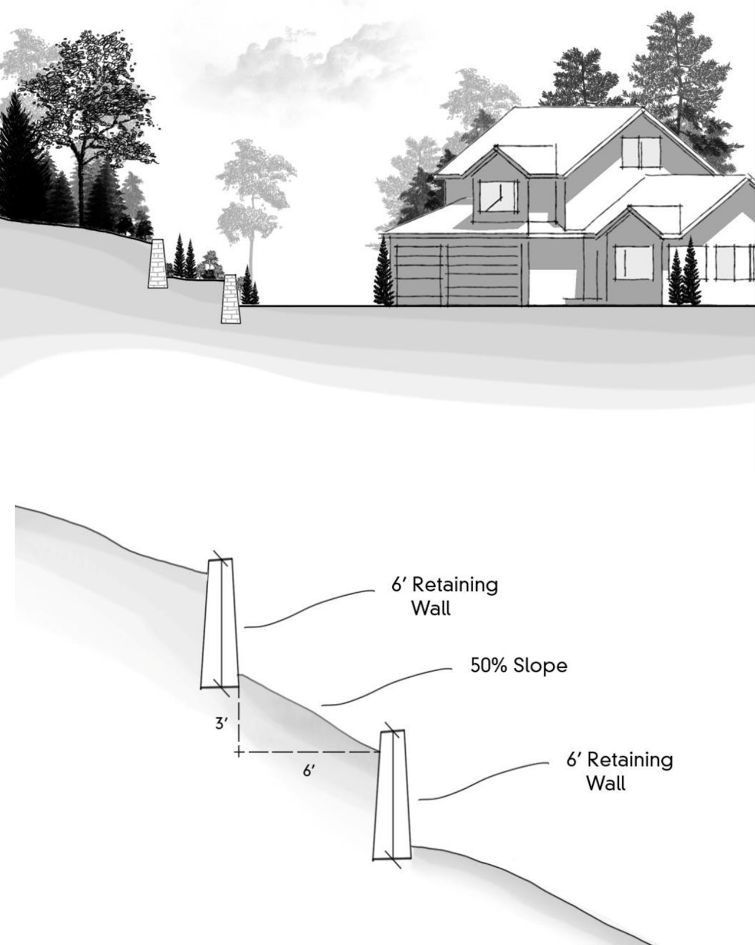 6' Retaining
Wall
50% Slope
3'
6'
6' Retaining
Wall